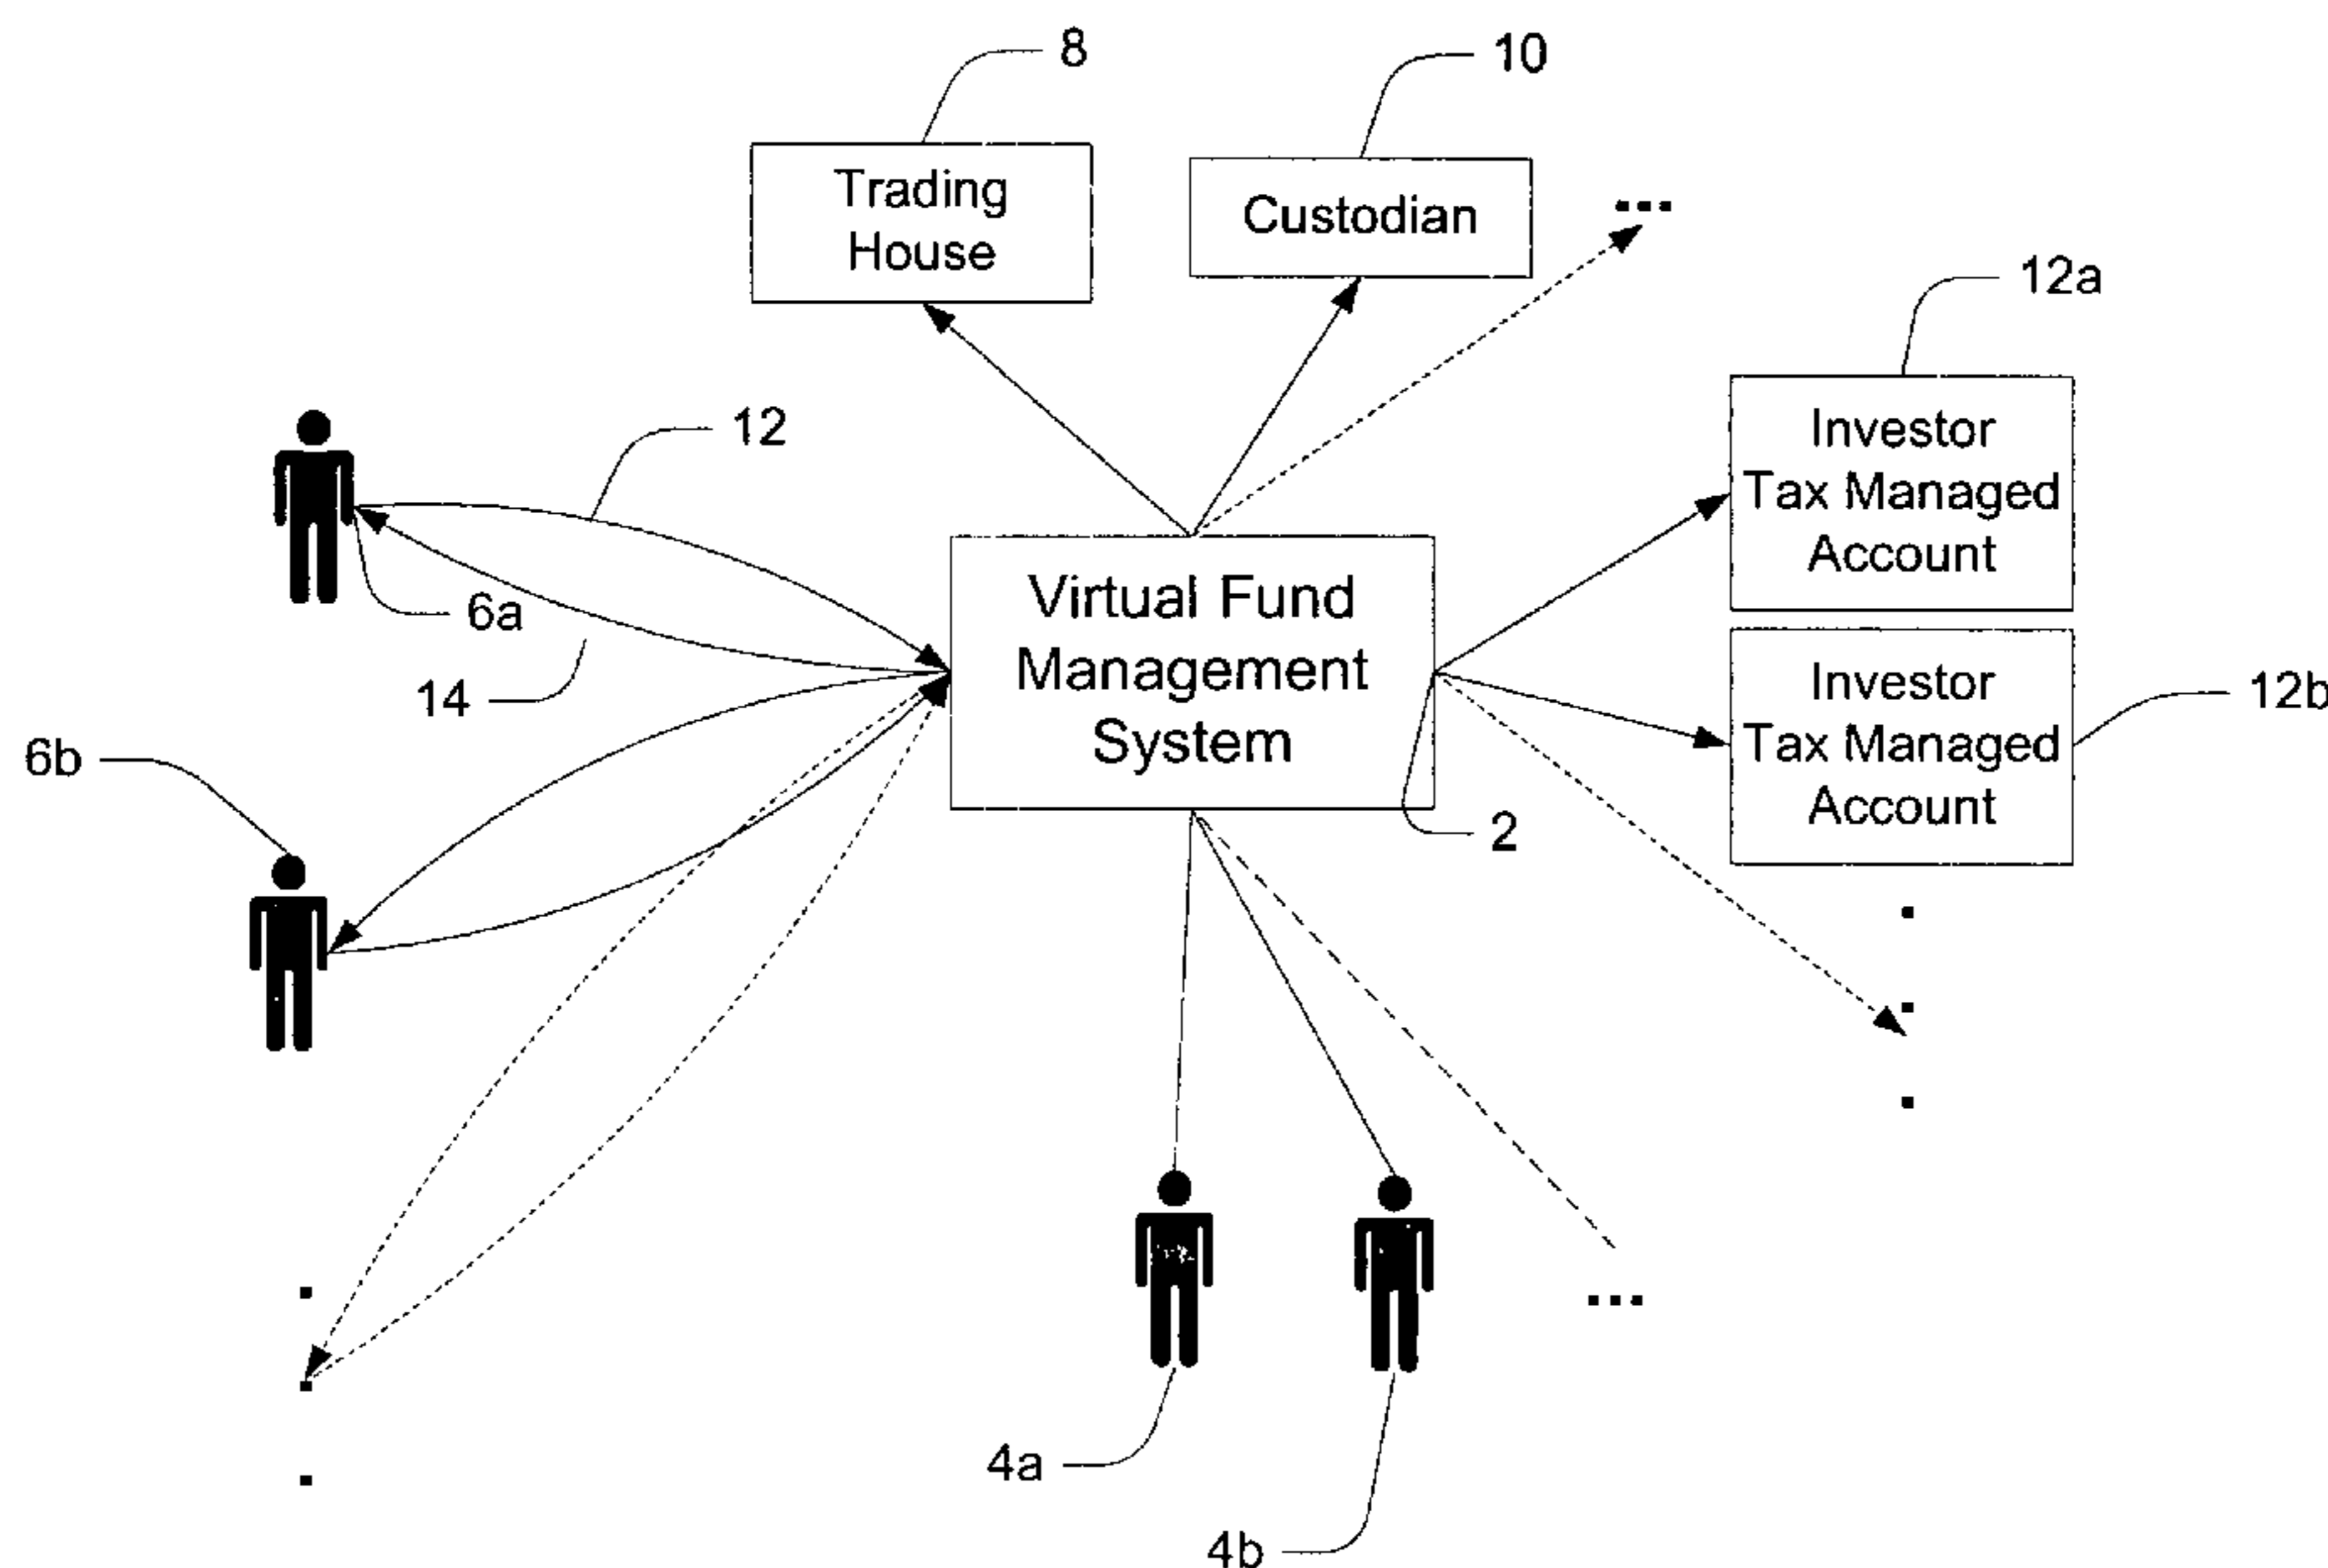 8
10
Trading
House
Custodian
...
12a
12
Investor
Tax Managed
Account
6a
Virtual Fund
Management
System
14
Investor
Tax Managed
Account
12b
6b
2
...
4a
4b